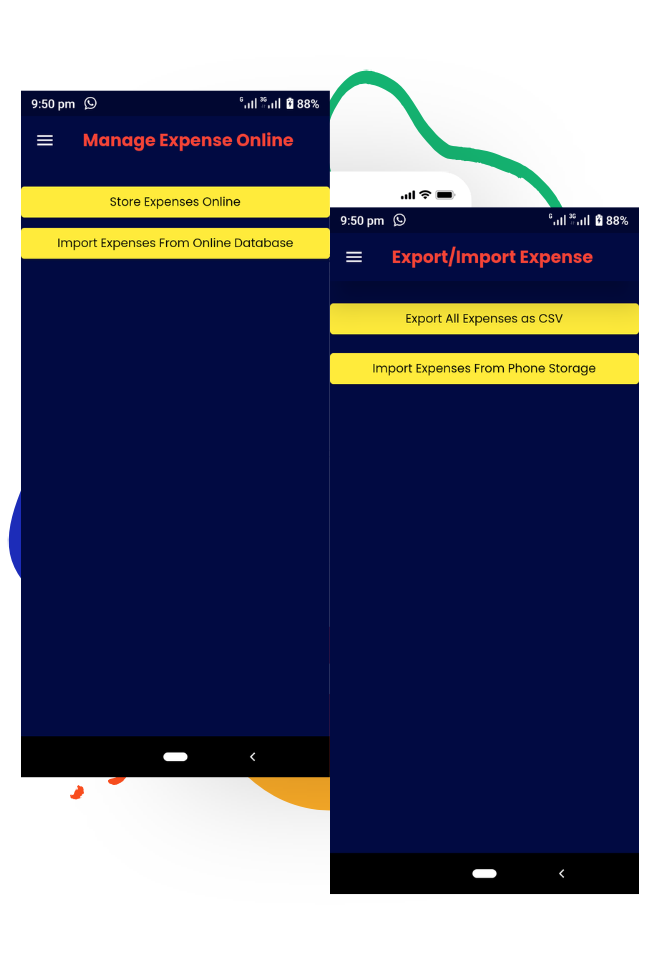 9:50 pm 88%
Manage Expense Online
Store Expenses Online
Import Expenses From Online Database
9:50 pm G 3G 88%
Export/Import Expense
Export All Expenses as CSV
Import Expenses From Phone Storage